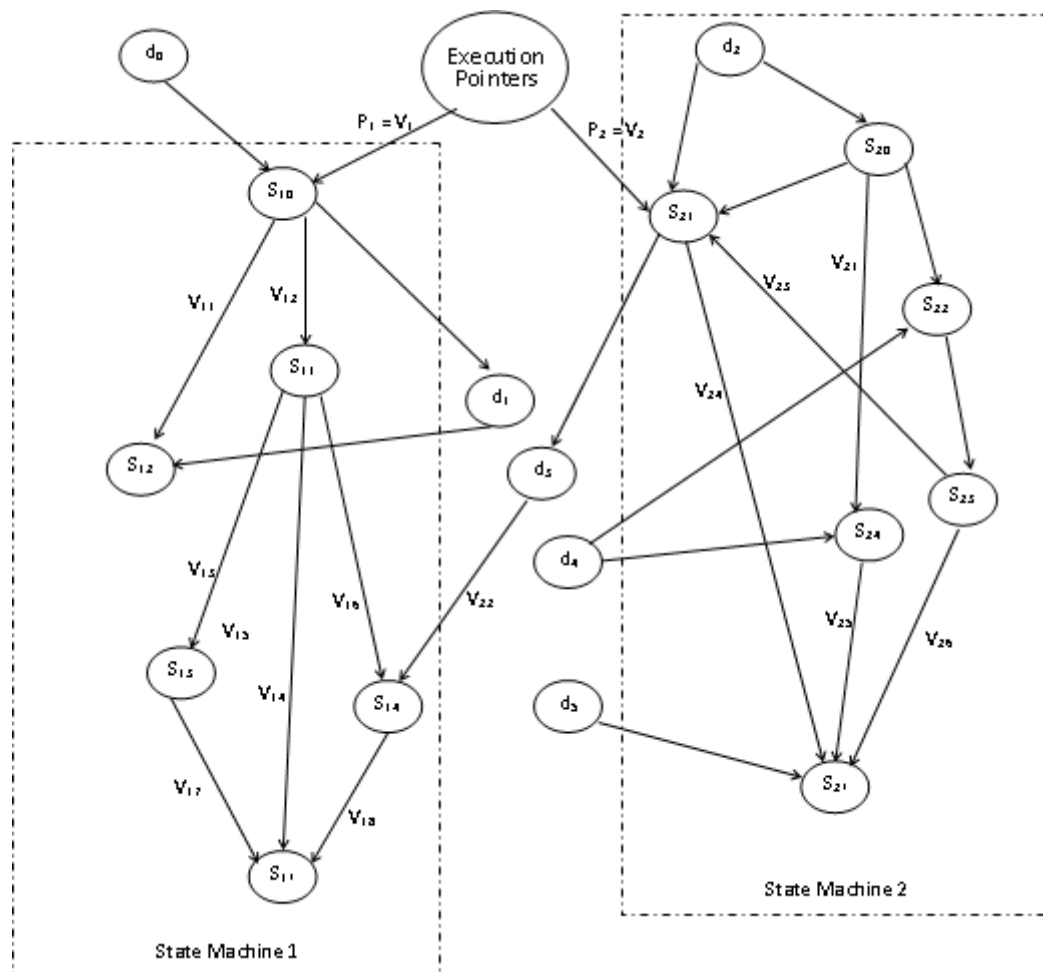 d₂
d₀
Execution
Pointers
P₁ = V₁
P₂ = V₂
S₂₀
S₁₀
S₂₁
V₂₁
V₂₅
V₁₁
V₁₂
S₂₂
S₁₁
V₂₄
d₁
S₁₂
d₅
S₂₃
S₂₄
d₄
V₁₅
V₁₆
V₂₂
V₂₃
V₁₃
V₂₆
S₁₃
V₁₄
S₁₄
d₃
V₁₇
S₂₁
V₁₈
S₁₁
State Machine 2
State Machine 1